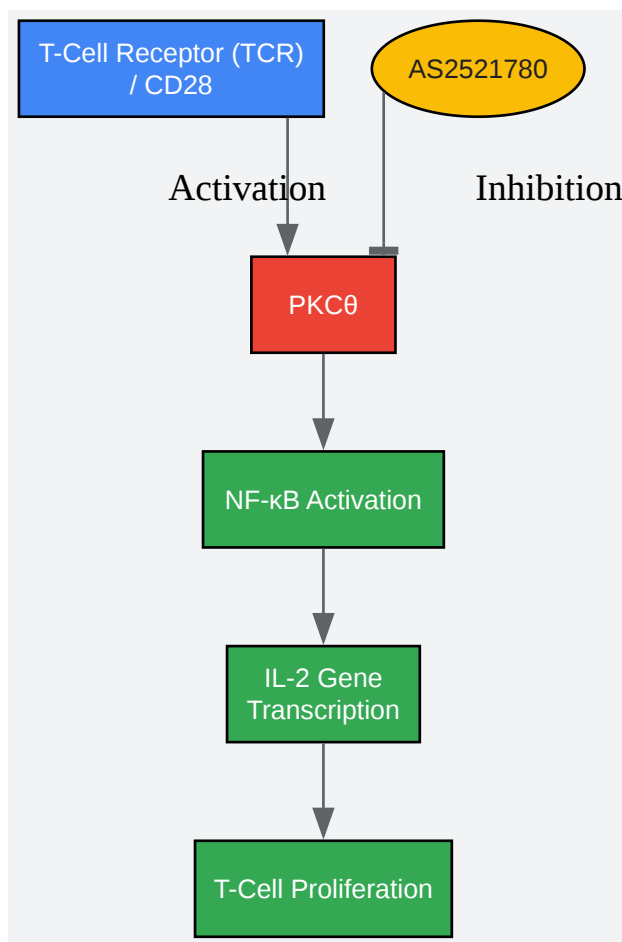 T-Cell Receptor (TCR)
/ CD28
AS2521780
Activation
Inhibition
PKCθ
NF-κB Activation
IL-2 Gene
Transcription
T-Cell Proliferation